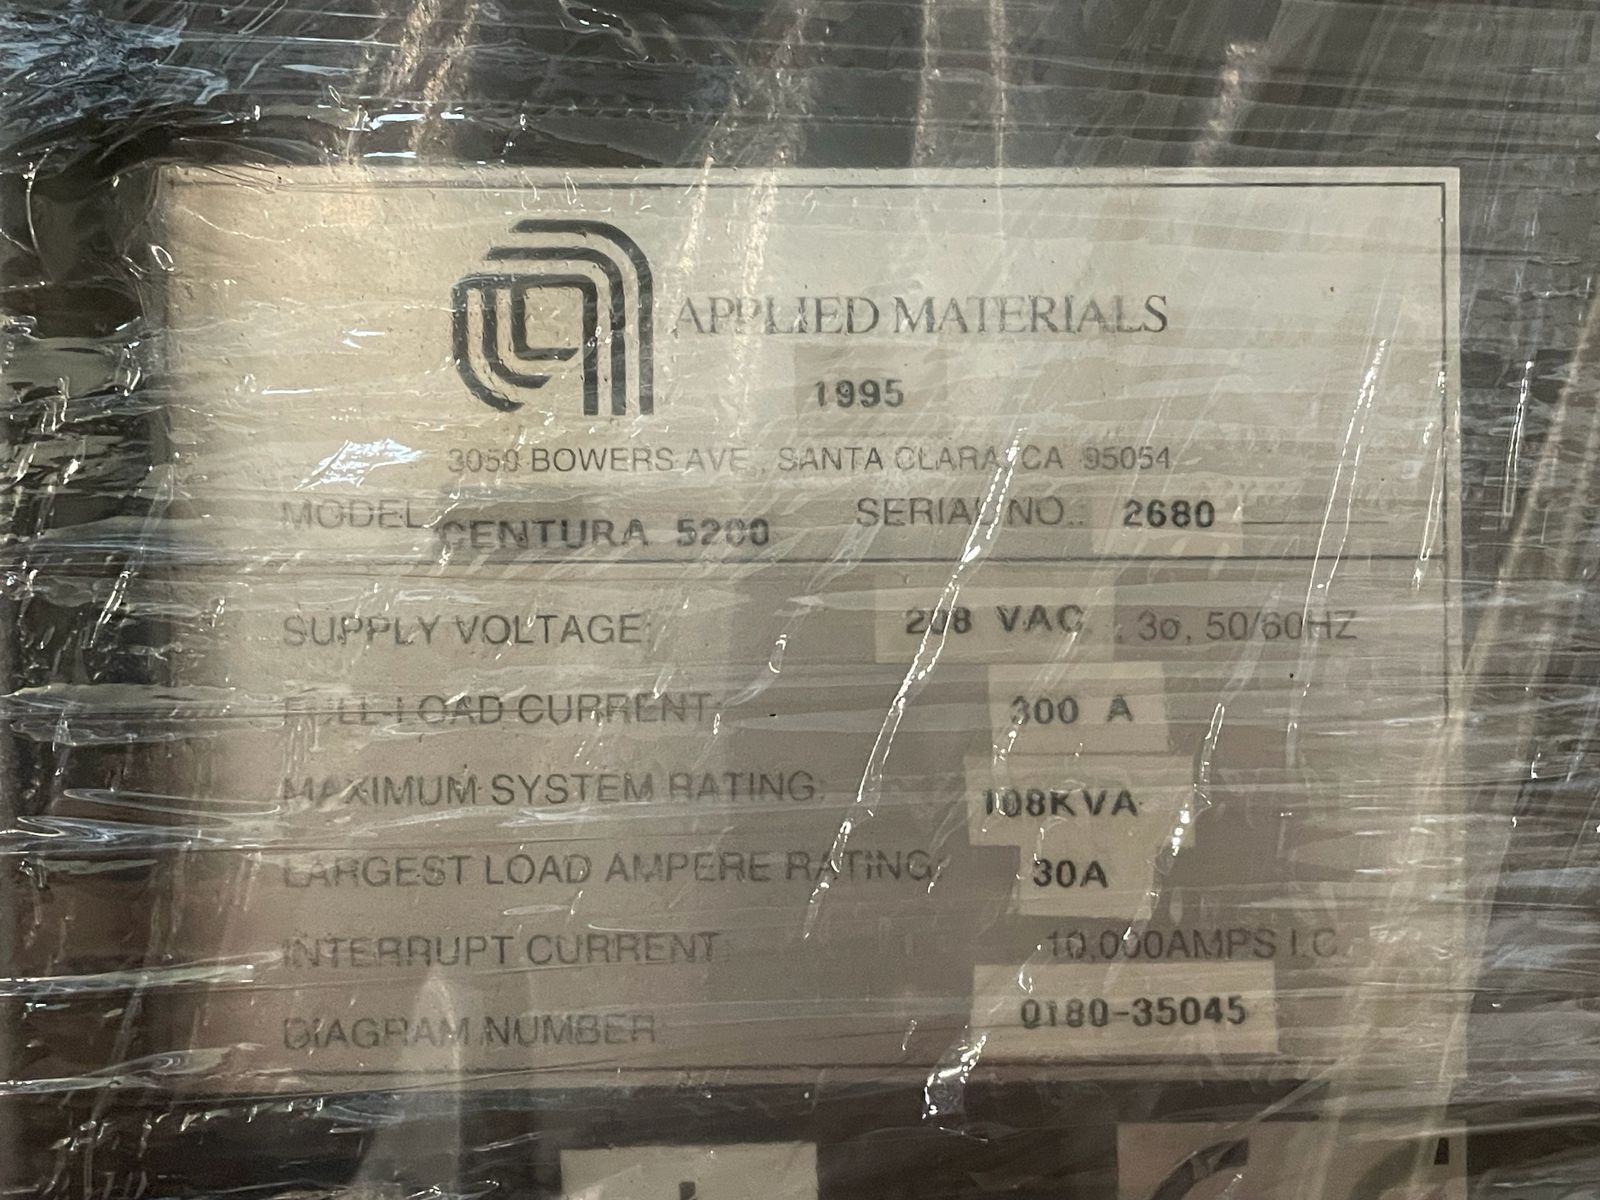 APPLIED MATERIALS
1995
3050 BOWERS AVE., SANTA CLARA, CA 95054
MODEL CENTURA 5200 SERIAL NO.: 2680
SUPPLY VOLTAGE: 208 VAC , 3ø, 50/60HZ
FULL-LOAD CURRENT: 300 A
MAXIMUM SYSTEM RATING: 108KVA
LARGEST LOAD AMPERE RATING: 30A
INTERRUPT CURRENT: 10,000AMPS I.C.
DIAGRAM NUMBER: 0180-35045